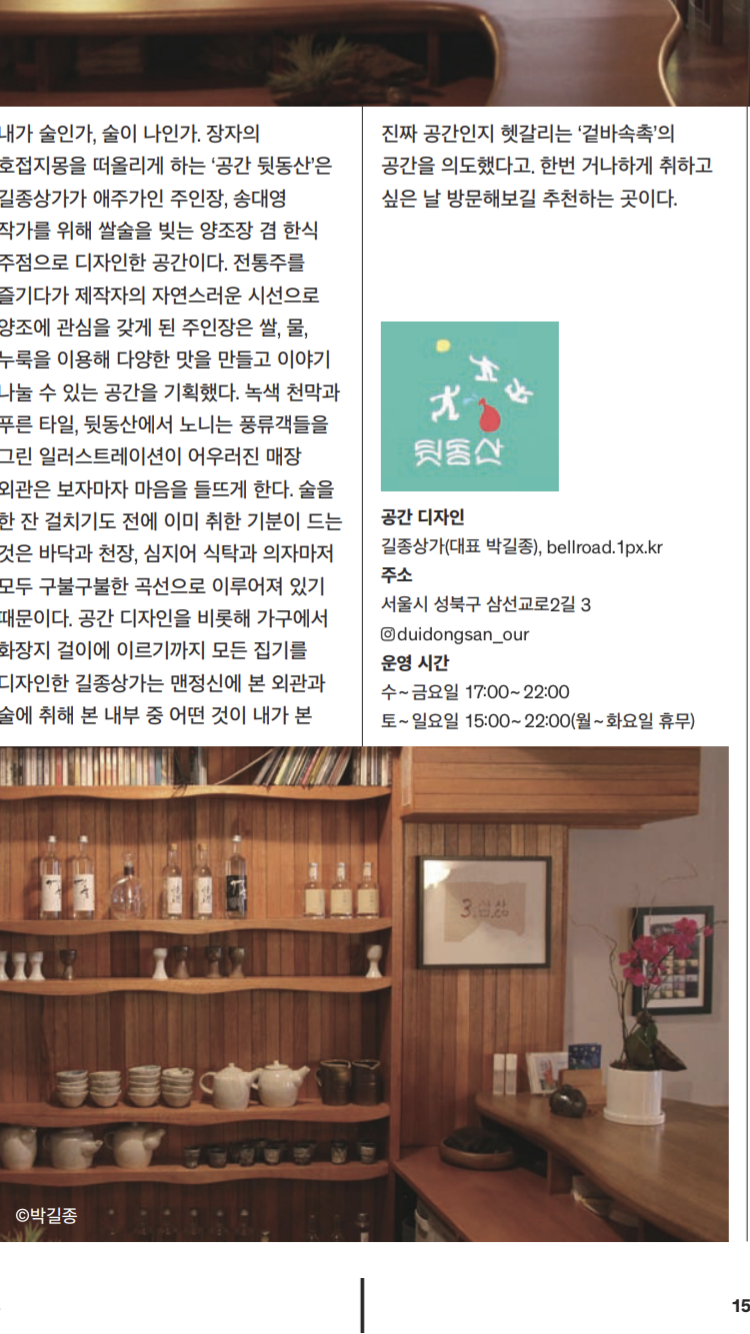 내가 술인가, 술이 나인가. 장자의
호접지몽을 떠올리게 하는 ‘공간 뒷동산’은
길종상가가 애주가인 주인장, 송대영
작가를 위해 쌀술을 빚는 양조장 겸 한식
주점으로 디자인한 공간이다. 전통주를
즐기다가 제작자의 자연스러운 시선으로
양조에 관심을 갖게 된 주인장은 쌀, 물,
누룩을 이용해 다양한 맛을 만들고 이야기
나눌 수 있는 공간을 기획했다. 녹색 천막과
푸른 타일, 뒷동산에서 노니는 풍류객들을
그린 일러스트레이션이 어우러진 매장
외관은 보자마자 마음을 들뜨게 한다. 술을
한 잔 걸치기도 전에 이미 취한 기분이 드는
것은 바닥과 천장, 심지어 식탁과 의자마저
모두 구불구불한 곡선으로 이루어져 있기
때문이다. 공간 디자인을 비롯해 가구에서
화장지 걸이에 이르기까지 모든 집기를
디자인한 길종상가는 맨정신에 본 외관과
술에 취해 본 내부 중 어떤 것이 내가 본
진짜 공간인지 헷갈리는 ‘겉바속촉’의
공간을 의도했다고. 한번 거나하게 취하고
싶은 날 방문해보길 추천하는 곳이다.
뒷동산
공간 디자인
길종상가(대표 박길종), bellroad.1px.kr
주소
서울시 성북구 삼선교로2길 3
duidongsan_our
운영 시간
수~금요일 17:00~22:00
토~일요일 15:00~22:00(월~화요일 휴무)
©박길종
15